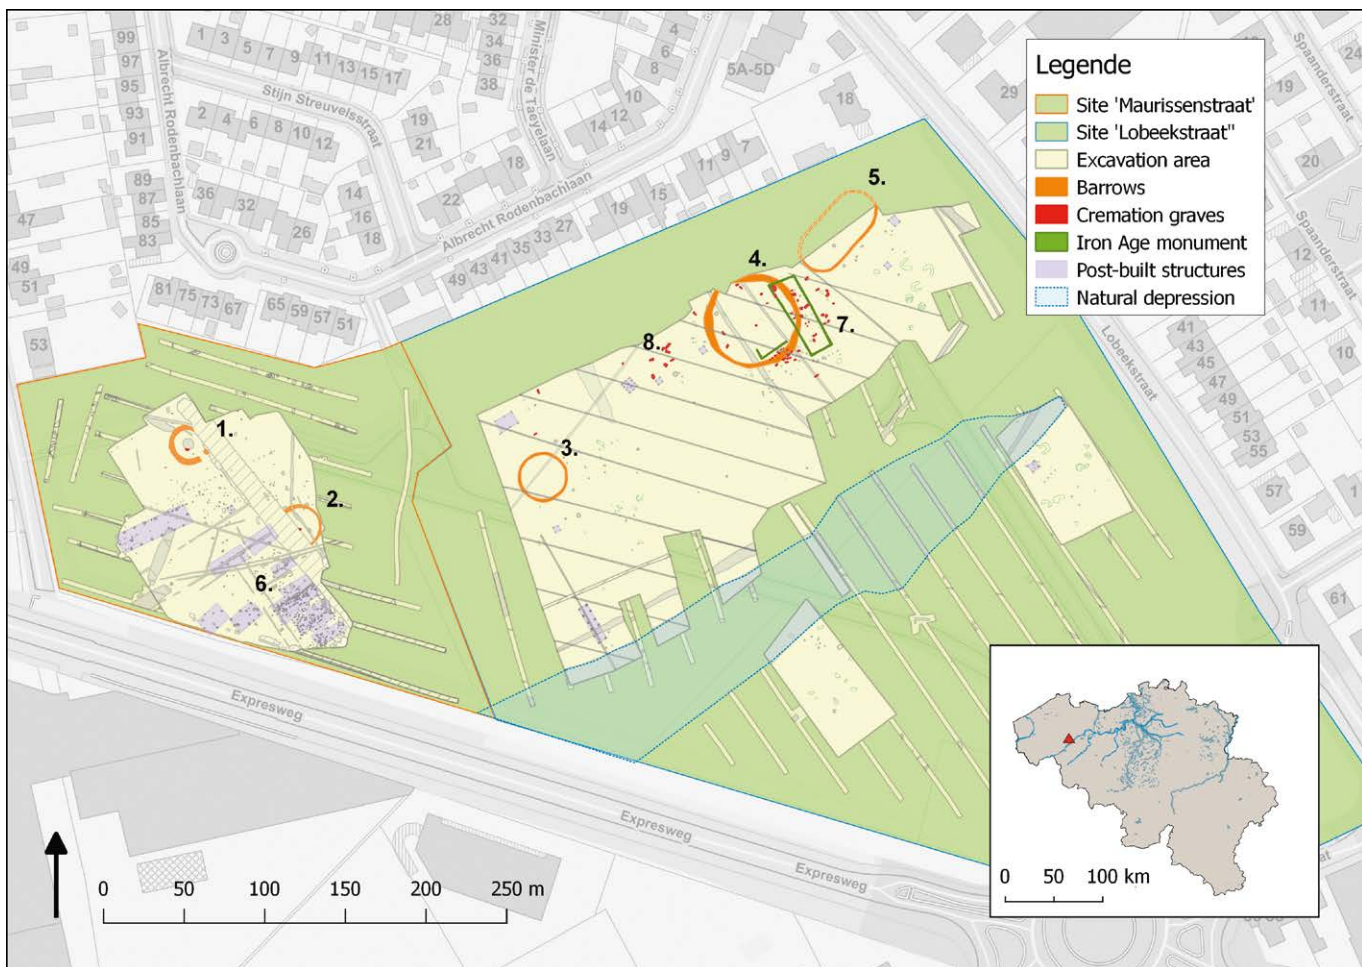 99
97
95
93
91
89
87
85
83
47
49
51
53
Albrecht Rodenbachlaan
1 3 5 7 9 11 13 15 17
Stijn Streuvelsstraat
2 4 6 8 10 12
36
32
26
14
16
18
19
21
22
18
28
32
34
36
38
Minister de Taeyelaan
4
6
8
10
12
14
5A-5D
18
Albrecht Rodenbachlaan
49 43 41 35 33 27 19 15 11 9 7
81 75 73 67 65 59 57 51
29
19
24
20
12
11
10
Spaanderstraat
Spaanderstraat
Lobeekstraat
41
43
45
47
49
51
53
55
57
59
61
1
Legende
Site 'Maurissenstraat'
Site 'Lobeekstraat''
Excavation area
Barrows
Cremation graves
Iron Age monument
Post-built structures
Natural depression
1.
2.
3.
4.
5.
6.
7.
8.
Expresweg
Expresweg
Expresweg
0 50 100 150 200 250 m
0 50 100 km